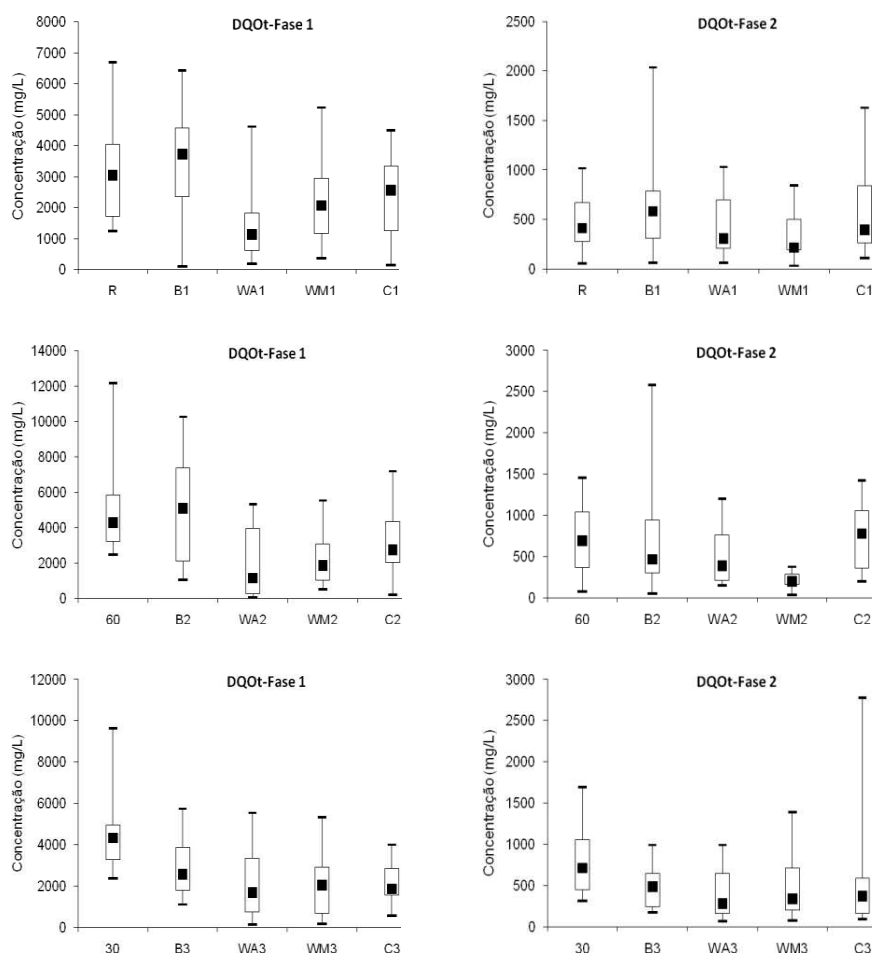 DQOt-Fase 1
Concentração (mg/L)
8000
7000
6000
5000
4000
3000
2000
1000
0
R B1 WA1 WM1 C1
DQOt-Fase 2
Concentração (mg/L)
2500
2000
1500
1000
500
0
R B1 WA1 WM1 C1
DQOt-Fase 1
Concentração (mg/L)
14000
12000
10000
8000
6000
4000
2000
0
60 B2 WA2 WM2 C2
DQOt-Fase 2
Concentração (mg/L)
3000
2500
2000
1500
1000
500
0
60 B2 WA2 WM2 C2
DQOt-Fase 1
Concentração (mg/L)
12000
10000
8000
6000
4000
2000
0
30 B3 WA3 WM3 C3
DQOt-Fase 2
Concentração (mg/L)
3000
2500
2000
1500
1000
500
0
30 B3 WA3 WM3 C3